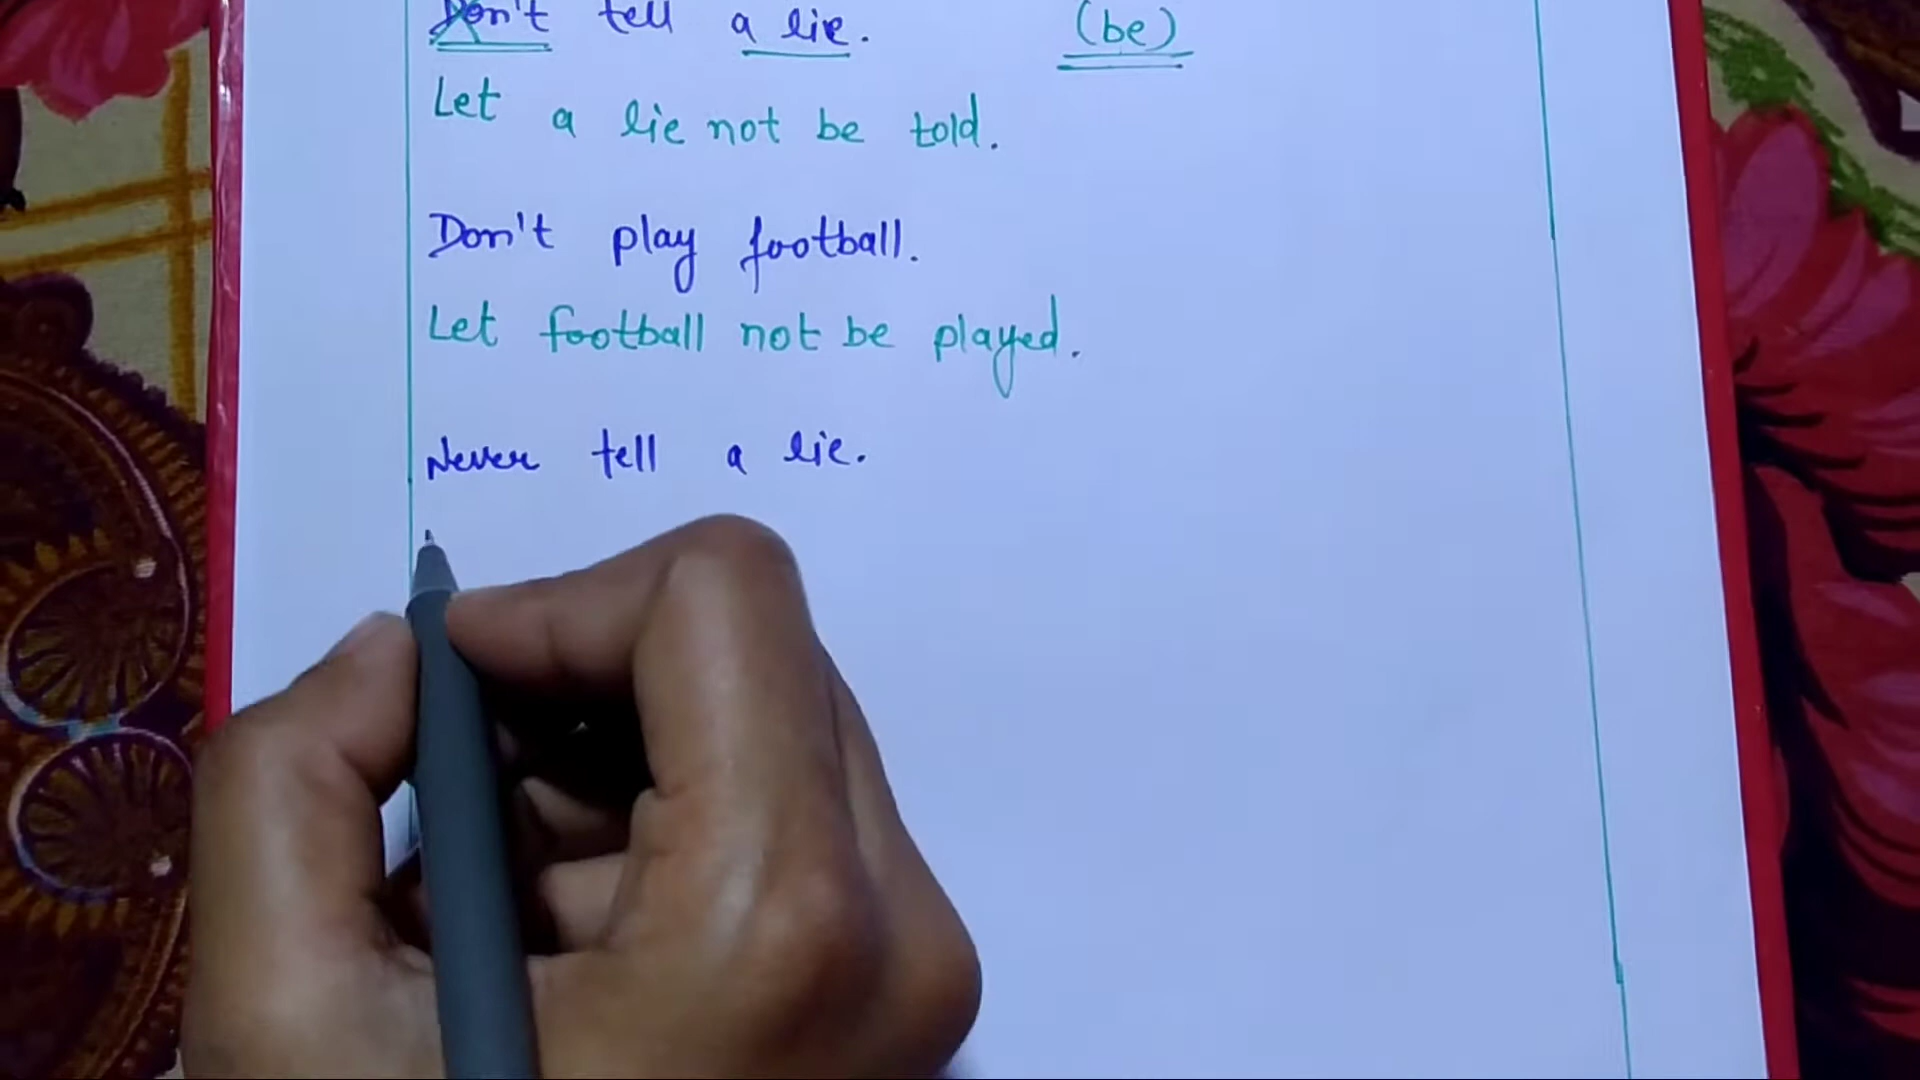 Don't tell a lie. (be)
Let a lie not be told.
Don't play football.
Let football not be played.
Never tell a lie.